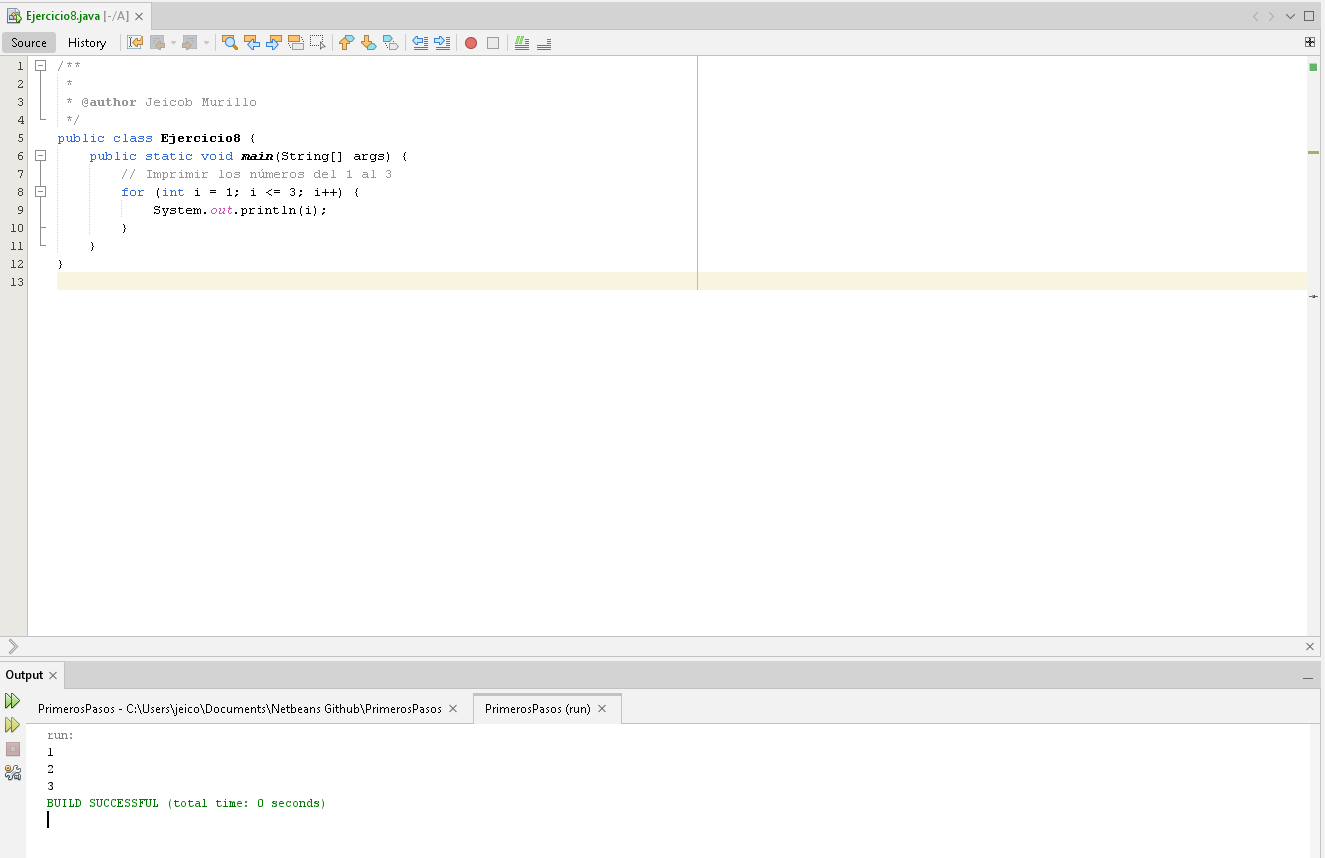 Ejercicio8.java [-/A]
Source History
1 /**
2 *
3 * @author Jeicob Murillo
4 */
5 public class Ejercicio8 {
6 public static void main(String[] args) {
7 // Imprimir los números del 1 al 3
8 for (int i = 1; i <= 3; i++) {
9 System.out.println(i);
10 }
11 }
12 }
13
Output
PrimerosPasos - C:\Users\jeico\Documents\Netbeans Github\PrimerosPasos PrimerosPasos (run)
run:
1
2
3
BUILD SUCCESSFUL (total time: 0 seconds)